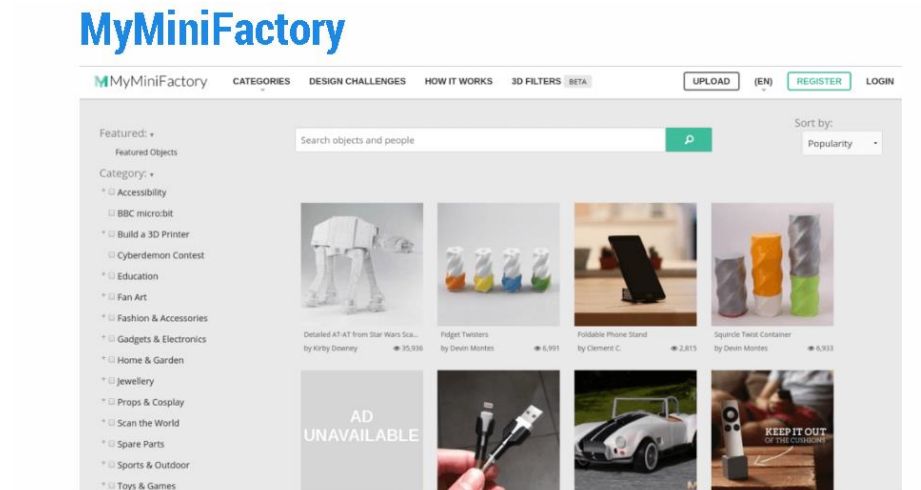 MyMiniFactory
MyMiniFactory CATEGORIES DESIGN CHALLENGES HOW IT WORKS 3D FILTERS BETA UPLOAD (EN) REGISTER LOGIN
Featured:
Featured Objects
Search objects and people
Sort by:
Popularity
Category:
Accessibility
BBC micro:bit
Build a 3D Printer
Cyberdemon Contest
Education
Fan Art
Fashion & Accessories
Gadgets & Electronics
Home & Garden
Jewellery
Props & Cosplay
Scan the World
Spare Parts
Sports & Outdoor
Toys & Games
Detailed AT-AT from Star Wars Sca...
by Kirby Downey 35,936
Fidget Twisters
by Devin Montes 6,991
Foldable Phone Stand
by Clement C. 2,815
Squircle Twist Container
by Devin Montes 6,933
AD
UNAVAILABLE
KEEP IT OUT
OF THE CUSHIONS